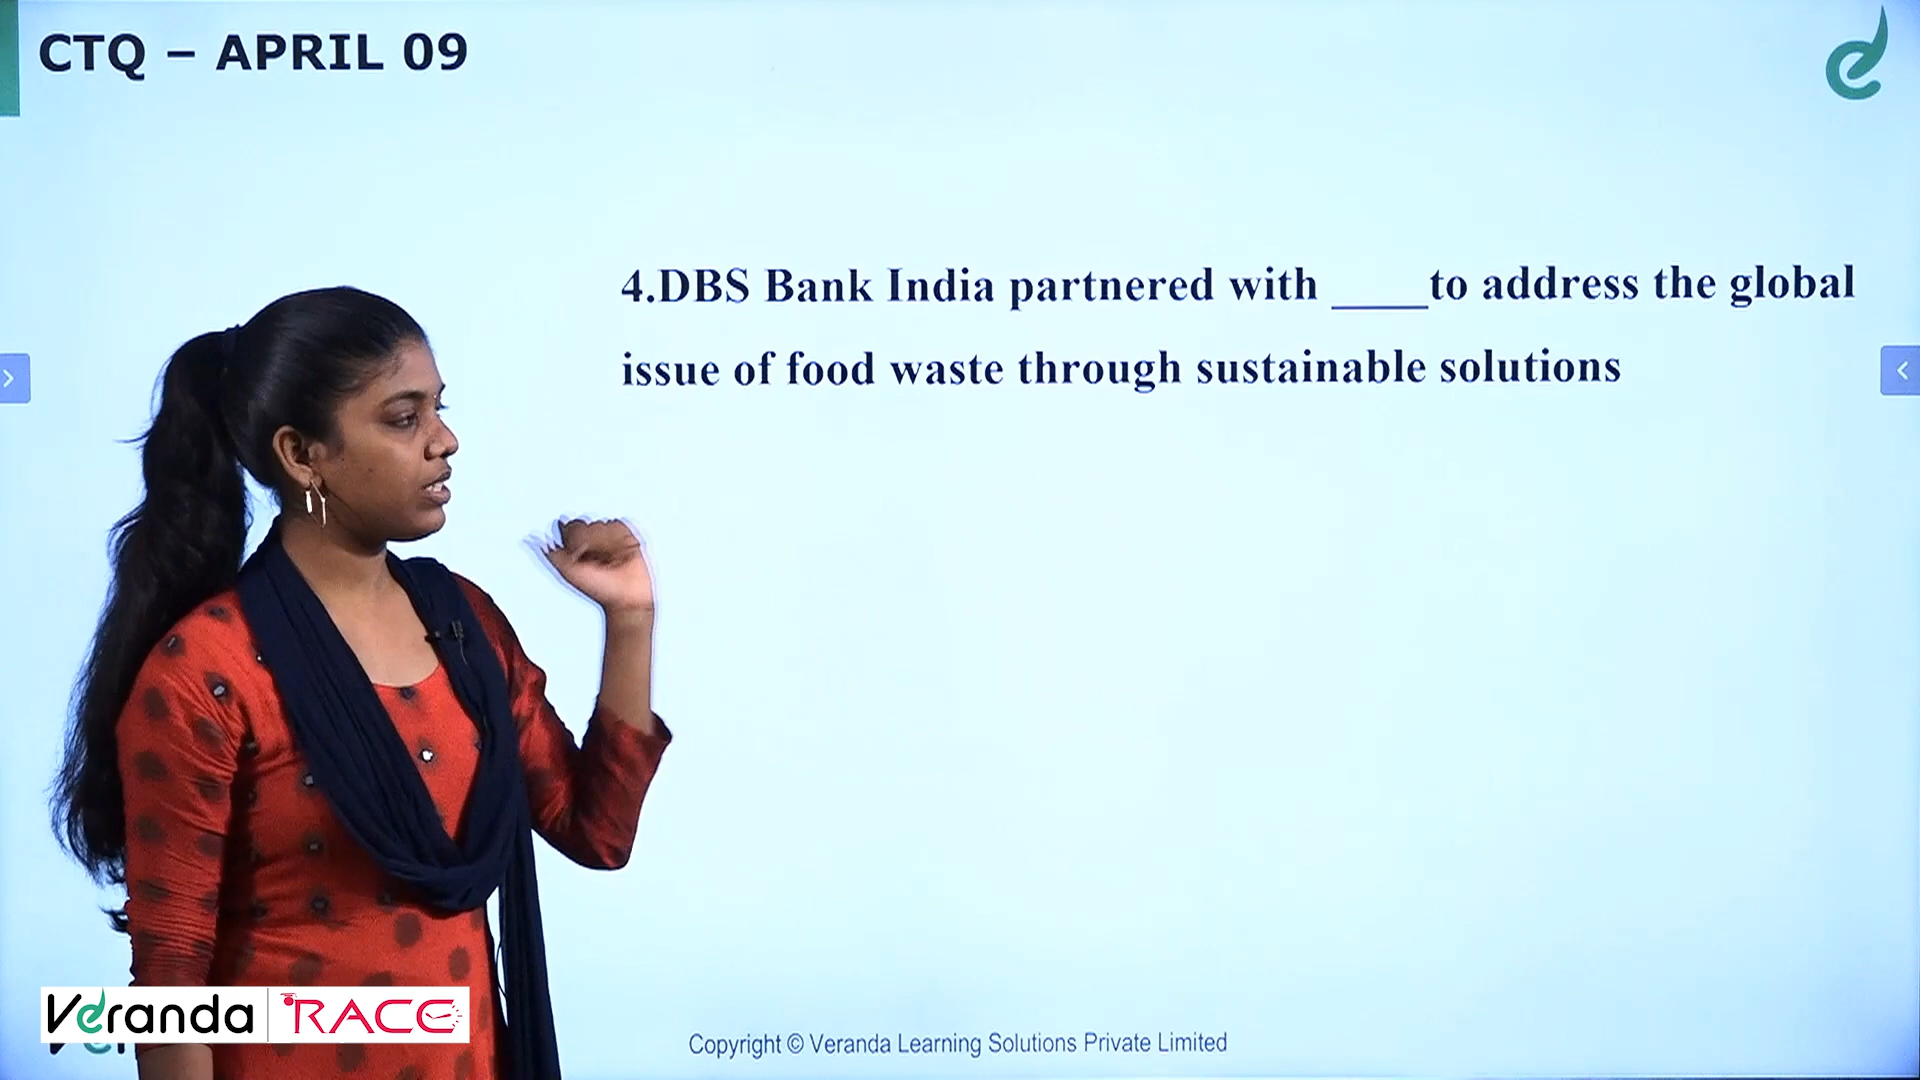 CTQ – APRIL 09
4.DBS Bank India partnered with ____to address the global
issue of food waste through sustainable solutions
Veranda RACE
Copyright © Veranda Learning Solutions Private Limited